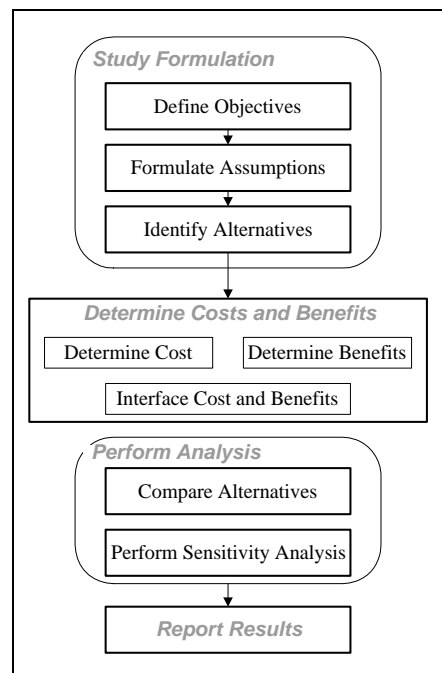 Study Formulation
Define Objectives
Formulate Assumptions
Identify Alternatives
Determine Costs and Benefits
Determine Cost
Determine Benefits
Interface Cost and Benefits
Perform Analysis
Compare Alternatives
Perform Sensitivity Analysis
Report Results